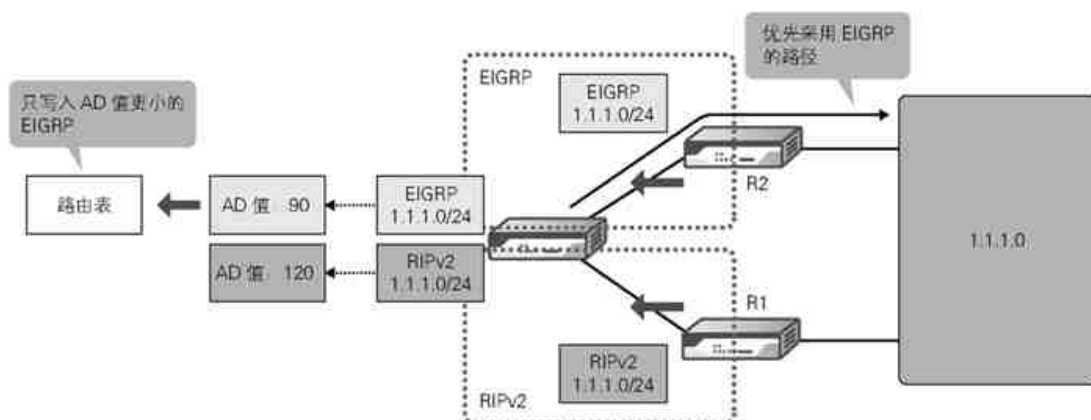 优先采用 EIGRP
的路径
EIGRP
EIGRP
1.1.1.0/24
只写入 AD 值更小的
EIGRP
路由表
AD 值: 90
EIGRP
1.1.1.0/24
R2
1.1.1.0
AD 值: 120
RIPv2
1.1.1.0/24
R1
RIPv2
1.1.1.0/24
RIPv2